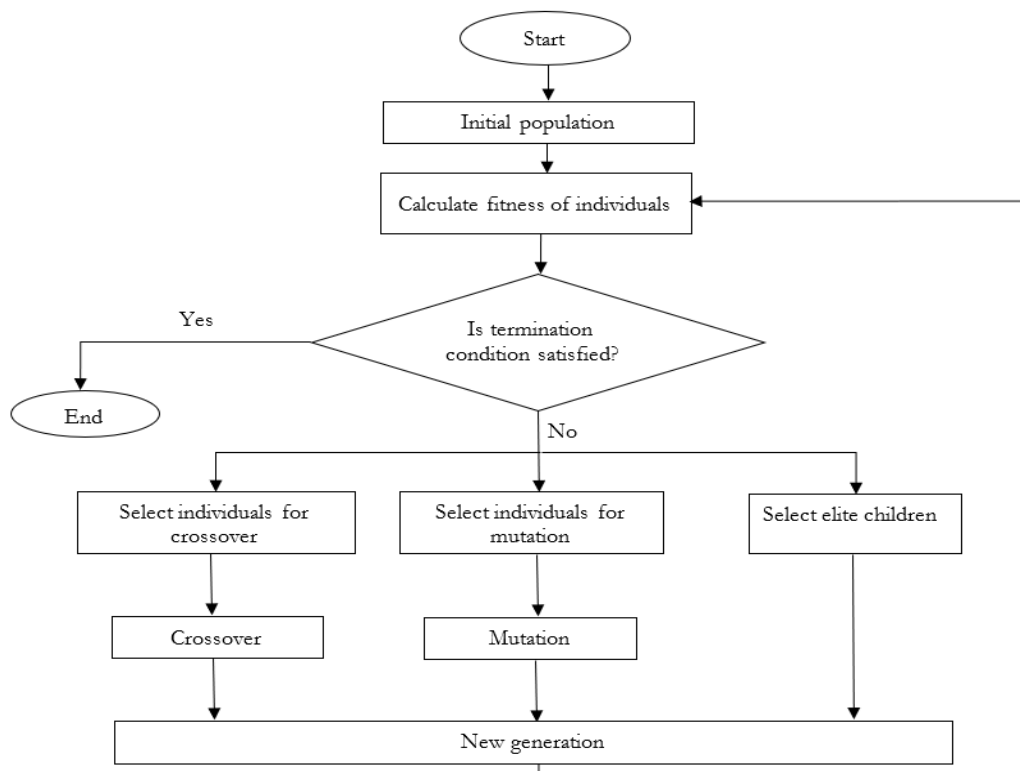 Start
Initial population
Calculate fitness of individuals
Yes
Is termination
condition satisfied?
End
No
Select individuals for
crossover
Select individuals for
mutation
Select elite children
Crossover
Mutation
New generation